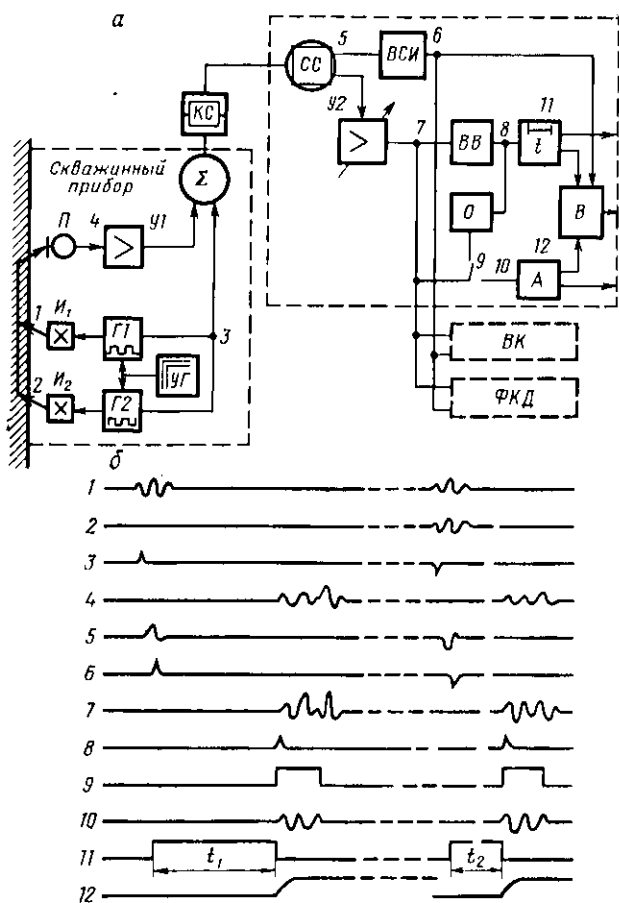 а
5
6
СС
ВСИ
КС
У2
7
ВВ
8
11
t
Скважинный
прибор
Σ
О
В
П
4
У1
9
10
12
А
1
И₁
Г1
3
ВК
2
И₂
Г2
УГ
ФКД
б
1
2
3
4
5
6
7
8
9
10
11
t₁
t₂
12